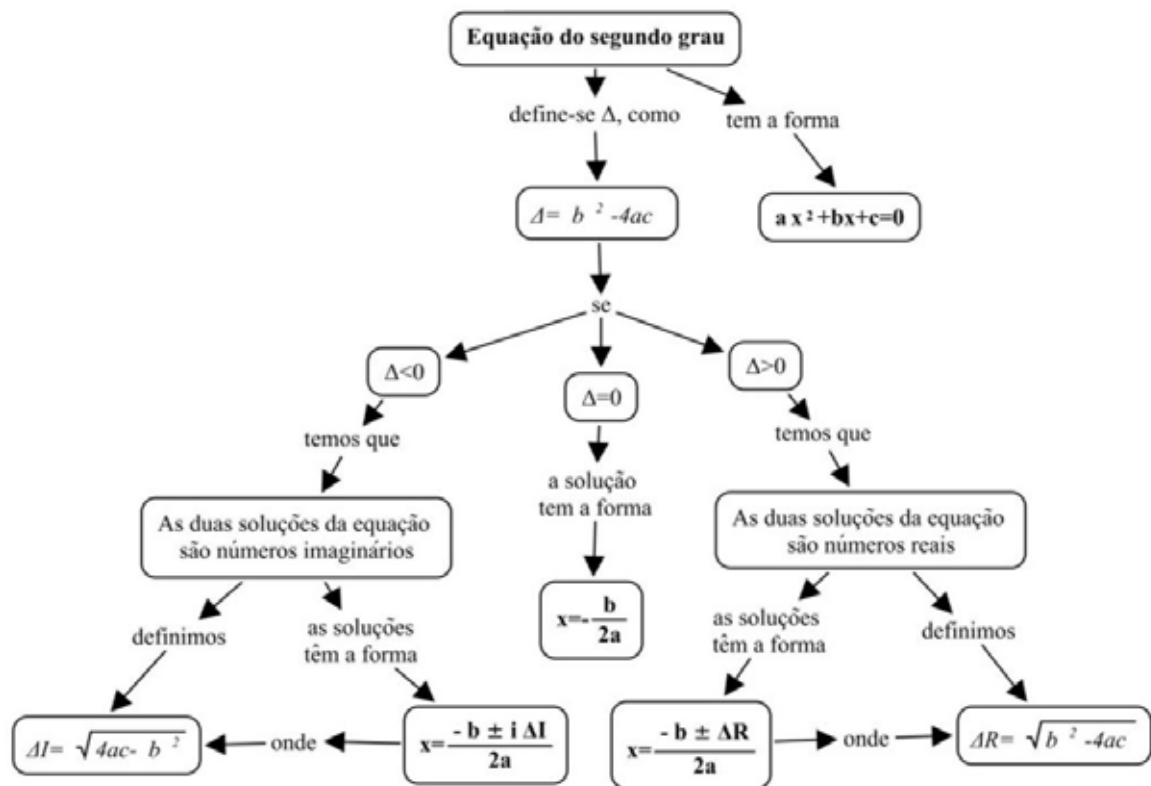 Equação do segundo grau
define-se Δ, como
tem a forma
Δ= b ² -4ac
a x²+bx+c=0
se
Δ<0
Δ=0
Δ>0
temos que
temos que
a solução
tem a forma
As duas soluções da equação
são números imaginários
As duas soluções da equação
são números reais
x=- b/2a
definimos
as soluções
têm a forma
as soluções
têm a forma
definimos
ΔI= √4ac- b ²
onde
x= - b ± i ΔI/2a
x= - b ± ΔR/2a
onde
ΔR= √b ² -4ac